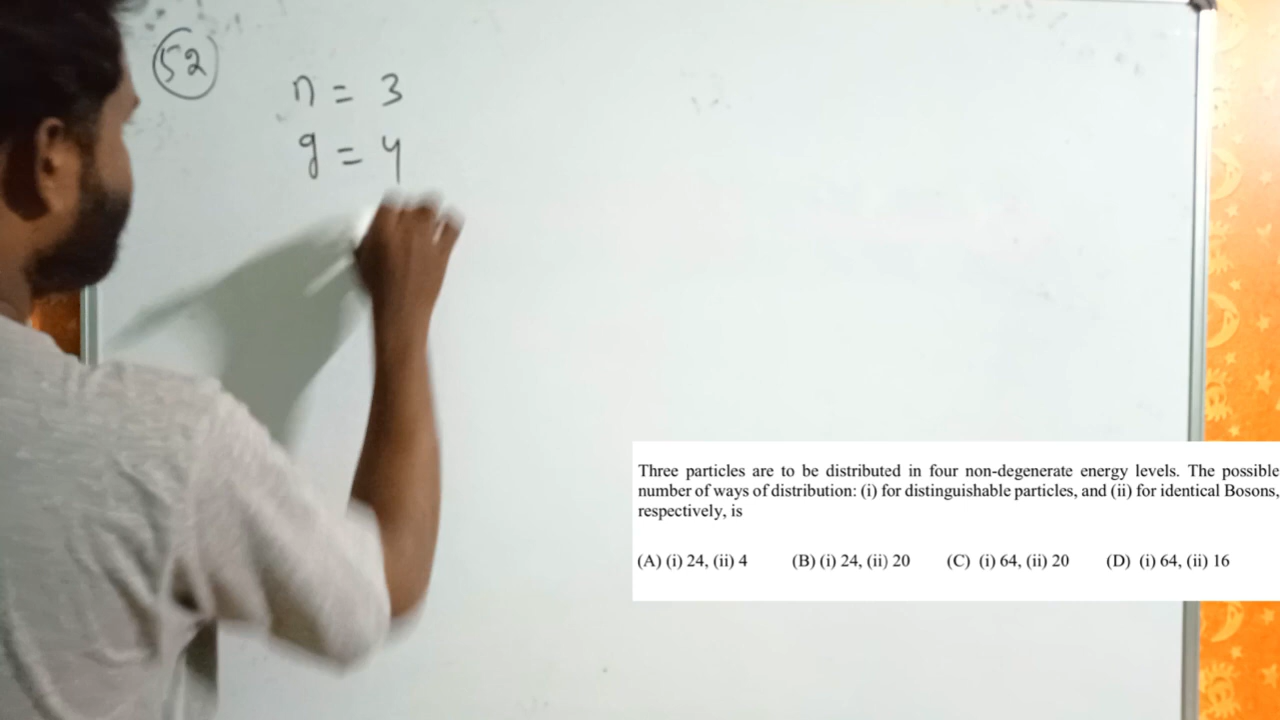 52
n = 3
g = 4
Three particles are to be distributed in four non-degenerate energy levels. The possible
number of ways of distribution: (i) for distinguishable particles, and (ii) for identical Bosons,
respectively, is
(A) (i) 24, (ii) 4 (B) (i) 24, (ii) 20 (C) (i) 64, (ii) 20 (D) (i) 64, (ii) 16